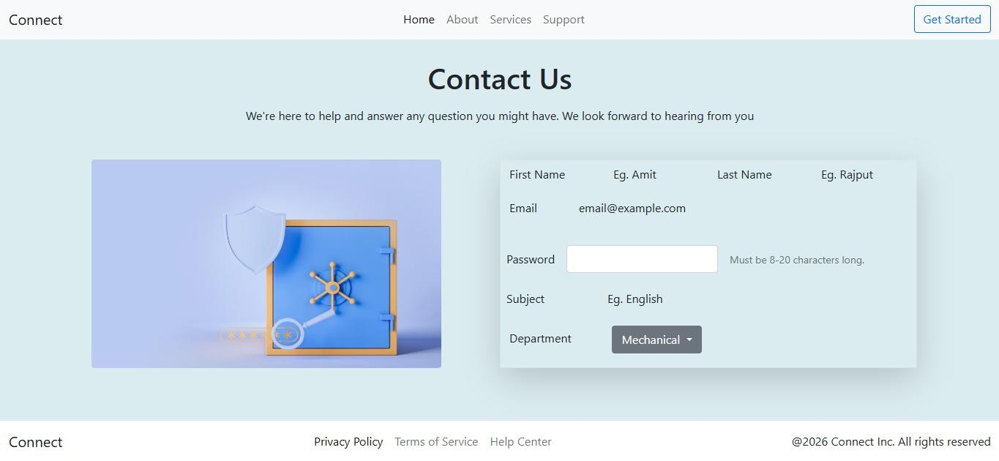 Connect Home About Services Support Get Started
Contact Us
We're here to help and answer any question you might have. We look forward to hearing from you
First Name Eg. Amit Last Name Eg. Rajput
Email email@example.com
Password Must be 8-20 characters long.
Subject Eg. English
Department Mechanical
Connect Privacy Policy Terms of Service Help Center @2026 Connect Inc. All rights reserved